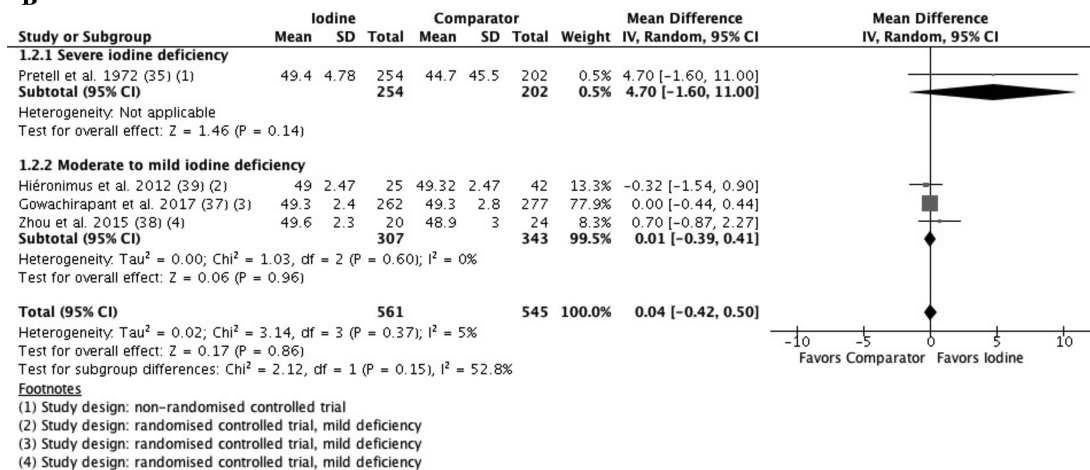 B
Iodine Comparator Mean Difference Mean Difference
Study or Subgroup Mean SD Total Mean SD Total Weight IV, Random, 95% CI IV, Random, 95% CI
1.2.1 Severe iodine deficiency
Pretell et al. 1972 (35) (1) 49.4 4.78 254 44.7 45.5 202 0.5% 4.70 [-1.60, 11.00]
Subtotal (95% CI) 254 202 0.5% 4.70 [-1.60, 11.00]
Heterogeneity: Not applicable
Test for overall effect: Z = 1.46 (P = 0.14)
1.2.2 Moderate to mild iodine deficiency
Hiéronimus et al. 2012 (39) (2) 49 2.47 25 49.32 2.47 42 13.3% -0.32 [-1.54, 0.90]
Gowachirapant et al. 2017 (37) (3) 49.3 2.4 262 49.3 2.8 277 77.9% 0.00 [-0.44, 0.44]
Zhou et al. 2015 (38) (4) 49.6 2.3 20 48.9 3 24 8.3% 0.70 [-0.87, 2.27]
Subtotal (95% CI) 307 343 99.5% 0.01 [-0.39, 0.41]
Heterogeneity: Tau² = 0.00; Chi² = 1.03, df = 2 (P = 0.60); I² = 0%
Test for overall effect: Z = 0.06 (P = 0.96)
Total (95% CI) 561 545 100.0% 0.04 [-0.42, 0.50]
Heterogeneity: Tau² = 0.02; Chi² = 3.14, df = 3 (P = 0.37); I² = 5%
Test for overall effect: Z = 0.17 (P = 0.86)
Test for subgroup differences: Chi² = 2.12, df = 1 (P = 0.15), I² = 52.8%
-10 -5 0 5 10
Favors Comparator Favors Iodine
Footnotes
(1) Study design: non-randomised controlled trial
(2) Study design: randomised controlled trial, mild deficiency
(3) Study design: randomised controlled trial, mild deficiency
(4) Study design: randomised controlled trial, mild deficiency